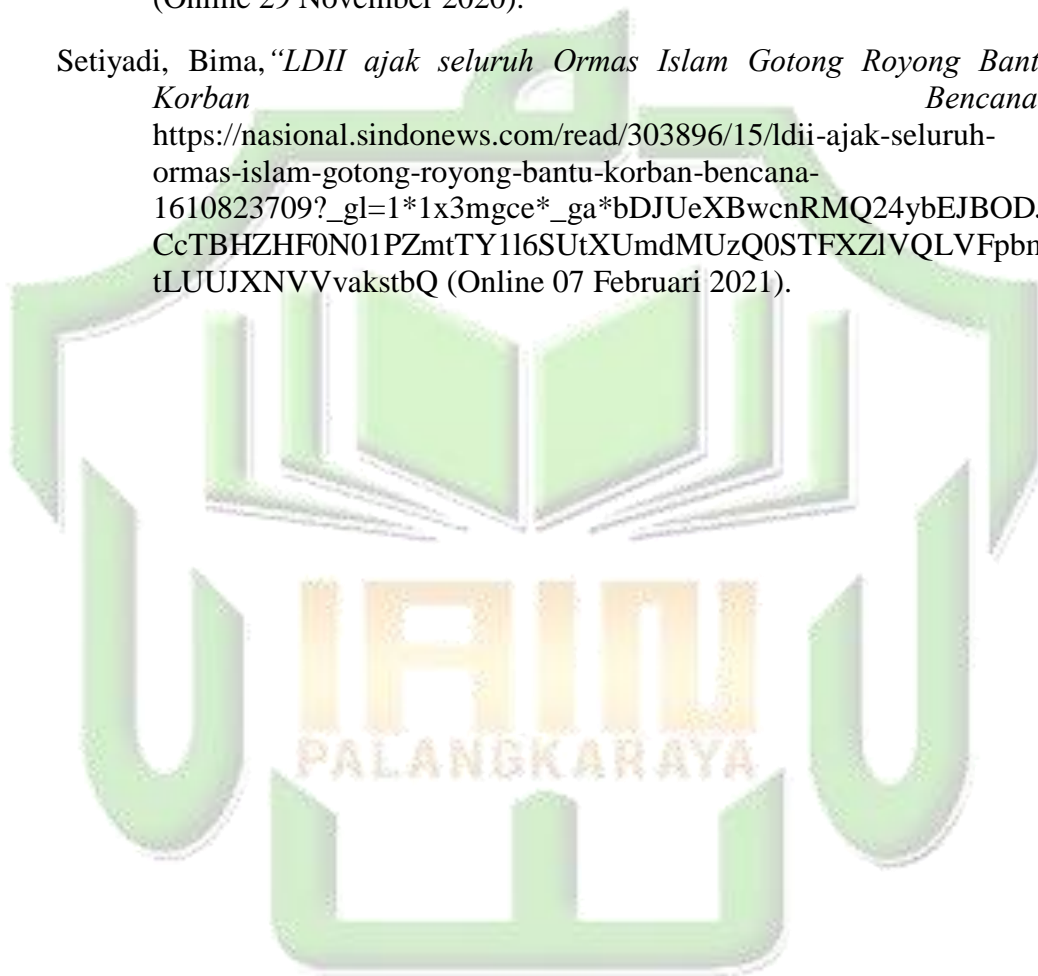 (Online 29 November 2020).
Setiyadi, Bima, “LDII ajak seluruh Ormas Islam Gotong Royong Bant
Korban Bencana
https://nasional.sindonews.com/read/303896/15/ldii-ajak-seluruh-
ormas-islam-gotong-royong-bantu-korban-bencana-
1610823709?_gl=1*1x3mgce*_ga*bDJUeXBwcnRMQ24ybEJBOD
CcTBHZHF0N01PZmtTY1l6SUtXUmdMUzQ0STFXZlVQLVFpbn
tLUUJXNVVvakstbQ (Online 07 Februari 2021).
IAIN
PALANGKARAYA